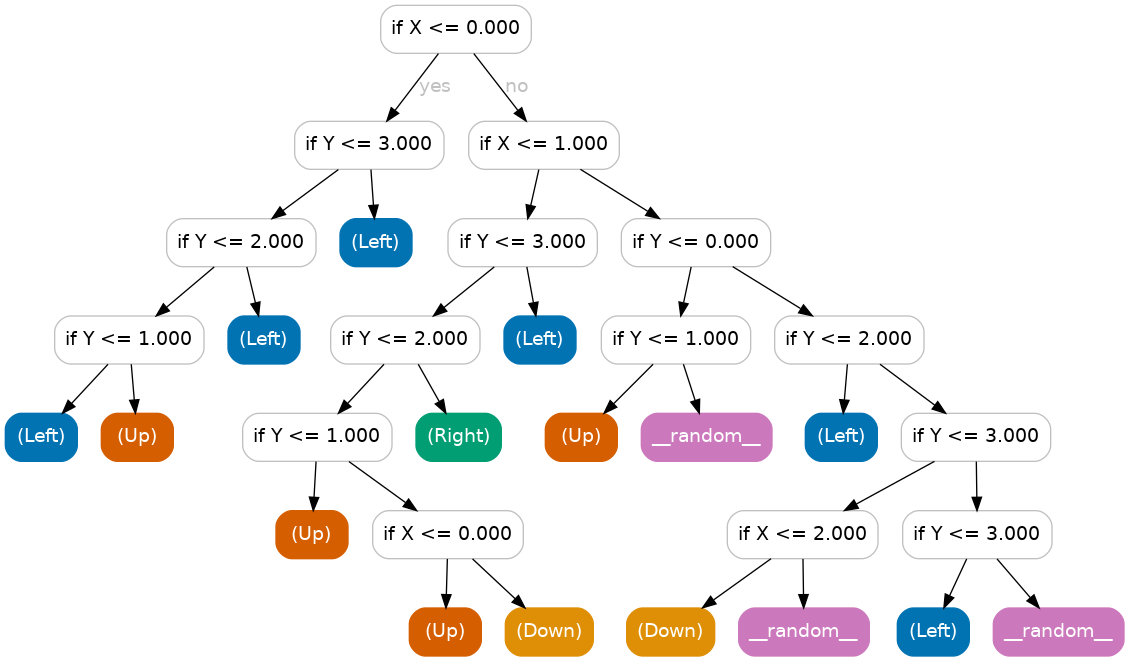 if X <= 0.000
yes
no
if Y <= 3.000
if X <= 1.000
if Y <= 2.000
(Left)
if Y <= 3.000
if Y <= 0.000
if Y <= 1.000
(Left)
if Y <= 2.000
(Left)
if Y <= 1.000
if Y <= 2.000
(Left)
(Up)
if Y <= 1.000
(Right)
(Up)
__random__
(Left)
if Y <= 3.000
(Up)
if X <= 0.000
if X <= 2.000
if Y <= 3.000
(Up)
(Down)
(Down)
__random__
(Left)
__random__